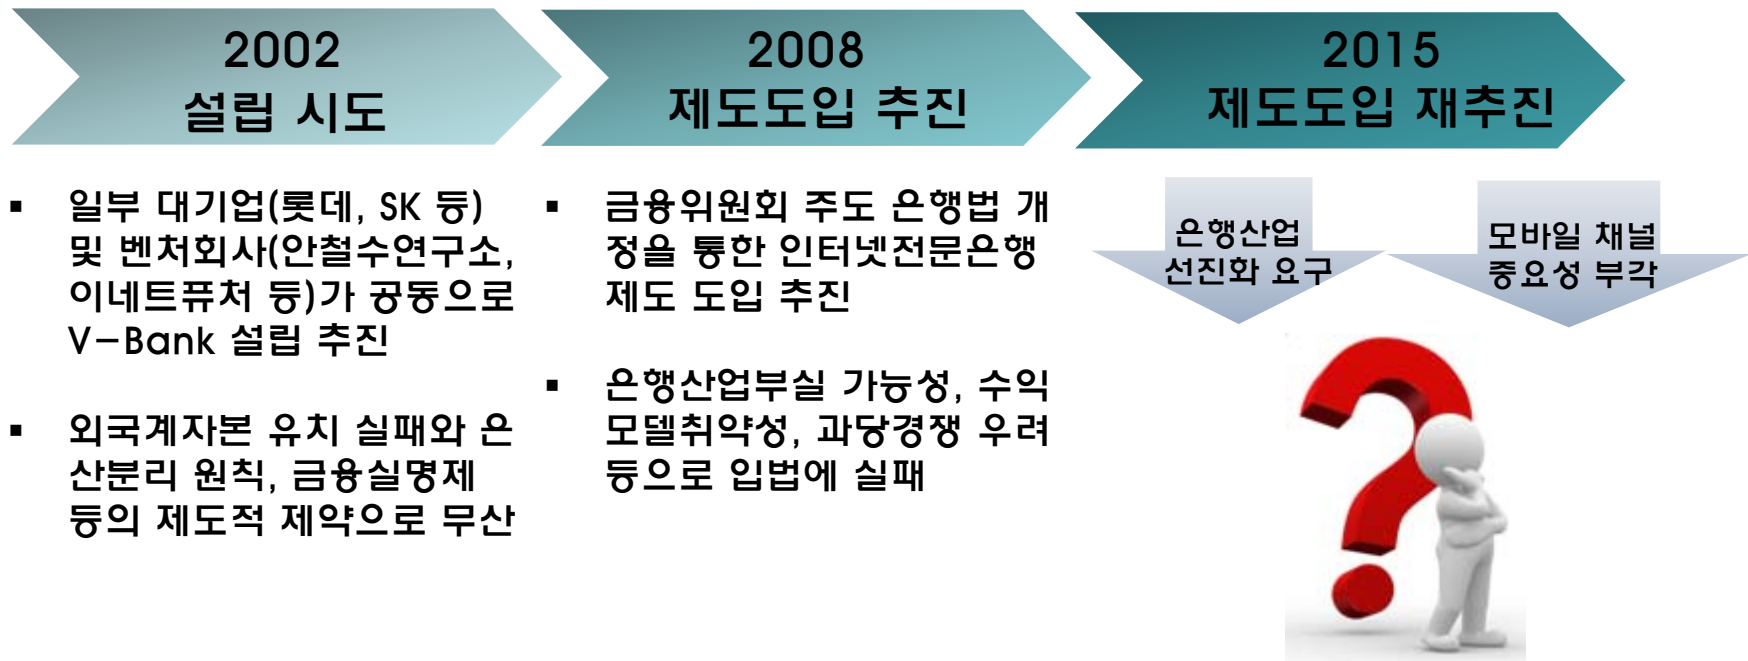 2002
설립 시도
2008
제도도입 추진
2015
제도도입 재추진
▪ 일부 대기업(롯데, SK 등)
및 벤처회사(안철수연구소,
이네트퓨처 등)가 공동으로
V-Bank 설립 추진
▪ 외국계자본 유치 실패와 은
산분리 원칙, 금융실명제
등의 제도적 제약으로 무산
▪ 금융위원회 주도 은행법 개
정을 통한 인터넷전문은행
제도 도입 추진
▪ 은행산업부실 가능성, 수익
모델취약성, 과당경쟁 우려
등으로 입법에 실패
은행산업
선진화 요구
모바일 채널
중요성 부각